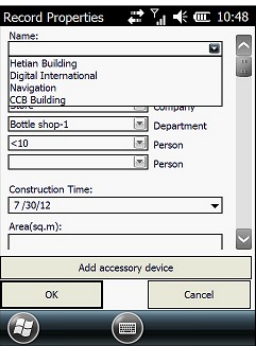 Record Properties 10:48
Name:
Hetian Building
Digital International
Navigation
CCB Building
Store Company
Bottle shop-1 Department
<10 Person
Person
Construction Time:
7 /30/12
Area(sq.m):
Add accessory device
OK Cancel